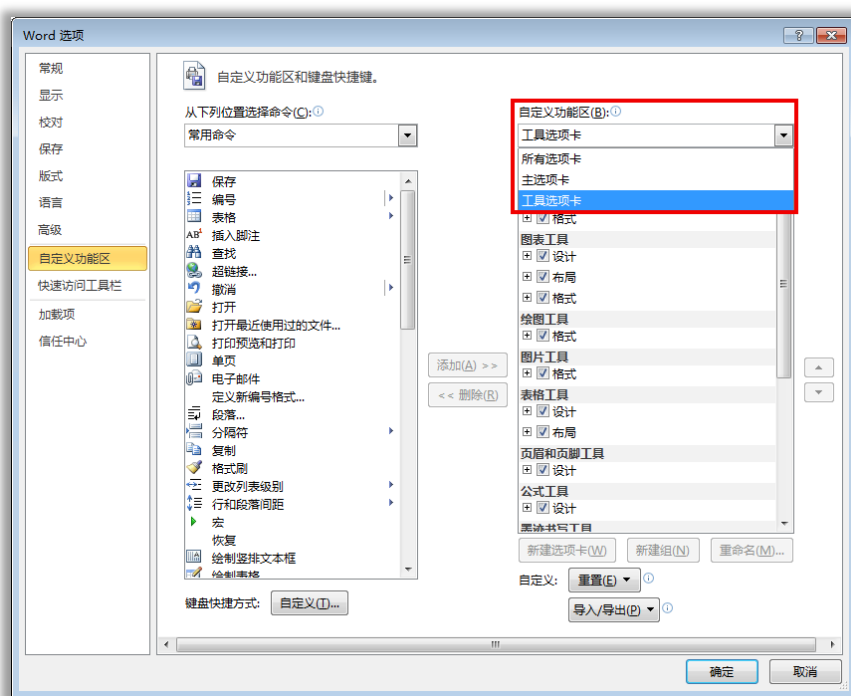 Word 选项
常规
显示
校对
保存
版式
语言
高级
自定义功能区
快速访问工具栏
加载项
信任中心
自定义功能区和键盘快捷键。
从下列位置选择命令(C):
常用命令
保存
编号
表格
AB¹ 插入脚注
查找
超链接...
撤消
打开
打开最近使用过的文件...
打印预览和打印
单页
电子邮件
定义新编号格式...
段落...
分隔符
复制
格式刷
更改列表级别
行和段落间距
宏
恢复
绘制竖排文本框
绘制表格
键盘快捷方式: 自定义(T)...
添加(A) >>
<< 删除(R)
自定义功能区(B):
工具选项卡
所有选项卡
主选项卡
工具选项卡
格式
图表工具
设计
布局
格式
绘图工具
格式
图片工具
格式
表格工具
设计
布局
页眉和页脚工具
设计
公式工具
设计
墨迹书写工具
新建选项卡(W) 新建组(N) 重命名(M)...
自定义: 重置(E)
导入/导出(P)
确定 取消